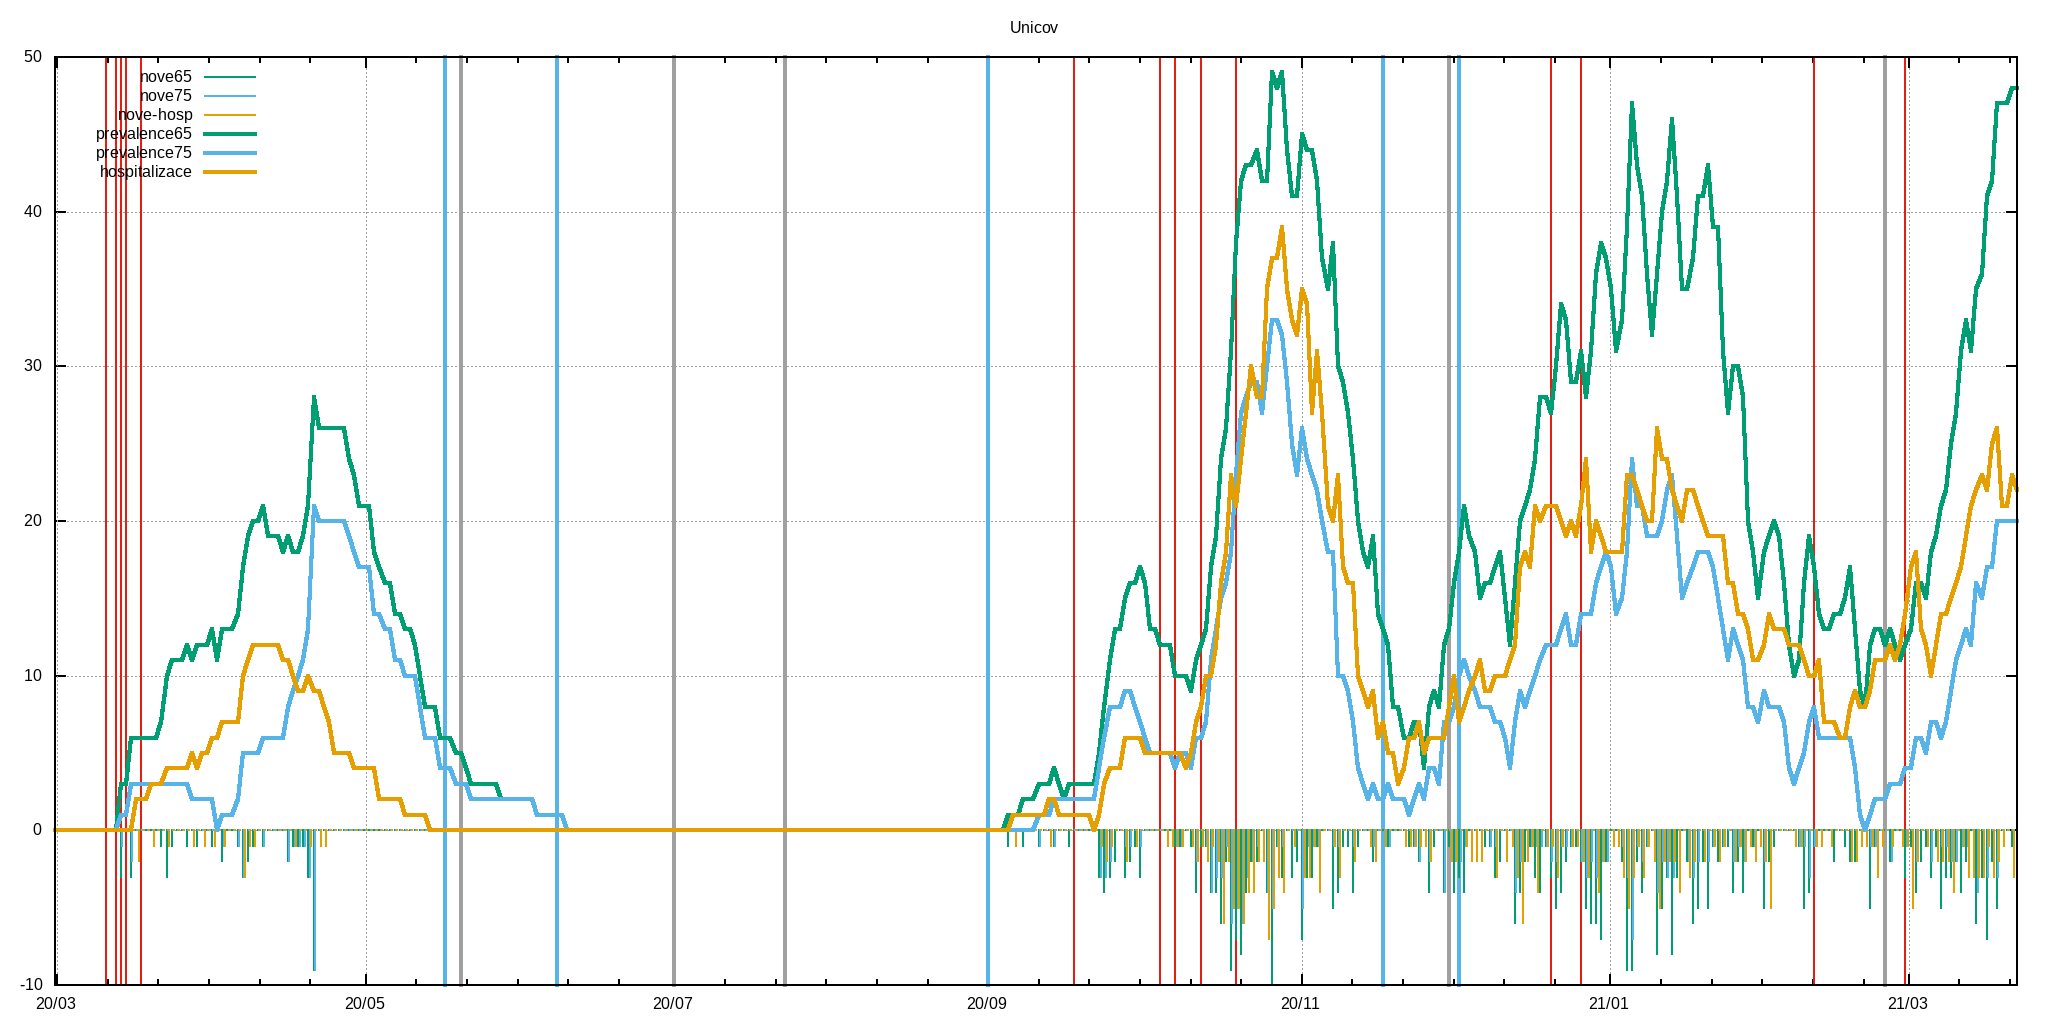 Unicov
50
nove65
nove75
nove-hosp
prevalence65
prevalence75
hospitalizace
40
30
20
10
0
-10
20/03 20/05 20/07 20/09 20/11 21/01 21/03